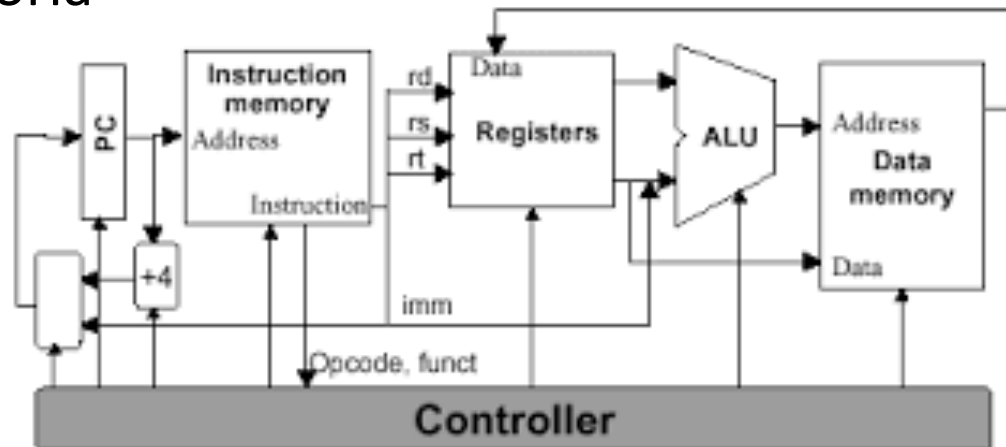 PC
Instruction
memory
Address
Instruction
rd
rs
rt
Data
Registers
ALU
Address
Data
memory
Data
+4
imm
Opcode, funct
Controller